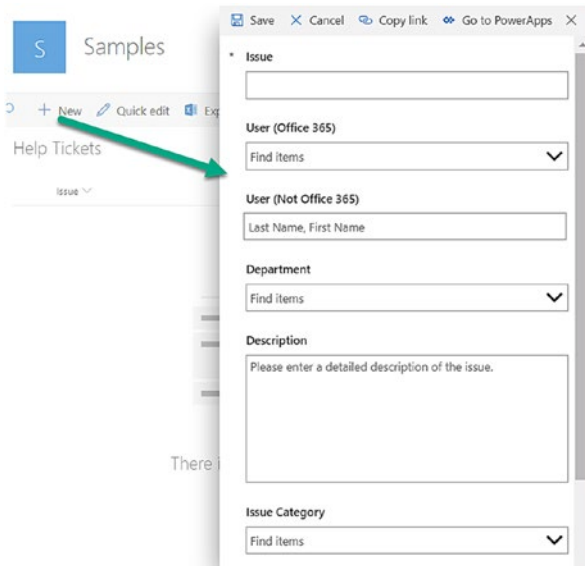 Save Cancel Copy link Go to PowerApps
S Samples
* Issue
New Quick edit
Help Tickets
Issue
User (Office 365)
Find items
User (Not Office 365)
Last Name, First Name
Department
Find items
Description
Please enter a detailed description of the issue.
There
Issue Category
Find items